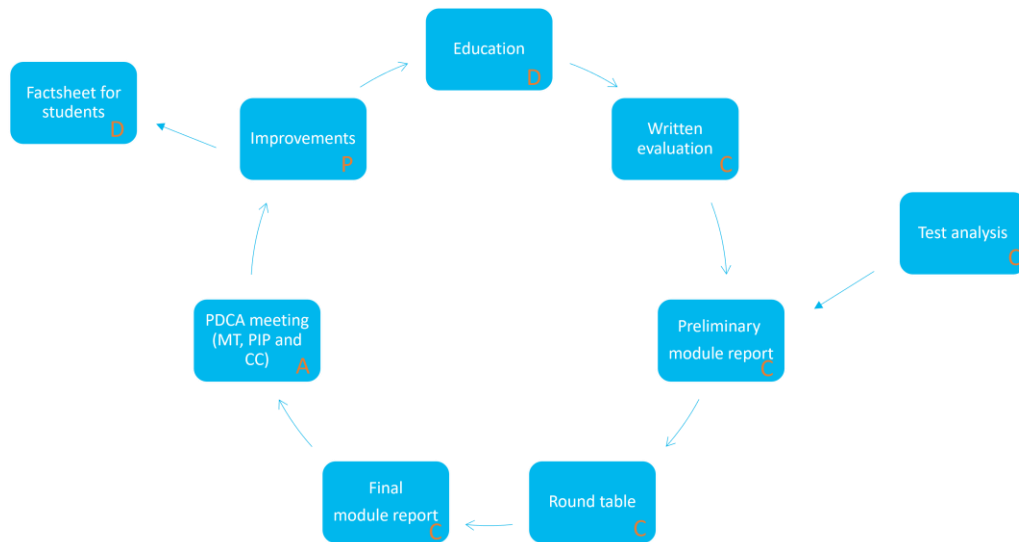 Education
D
Factsheet for
students
D
Improvements
P
Written
evaluation
C
Test analysis
C
PDCA meeting
(MT, PIP and
CC)
A
Preliminary
module report
C
Final
module report
C
Round table
C